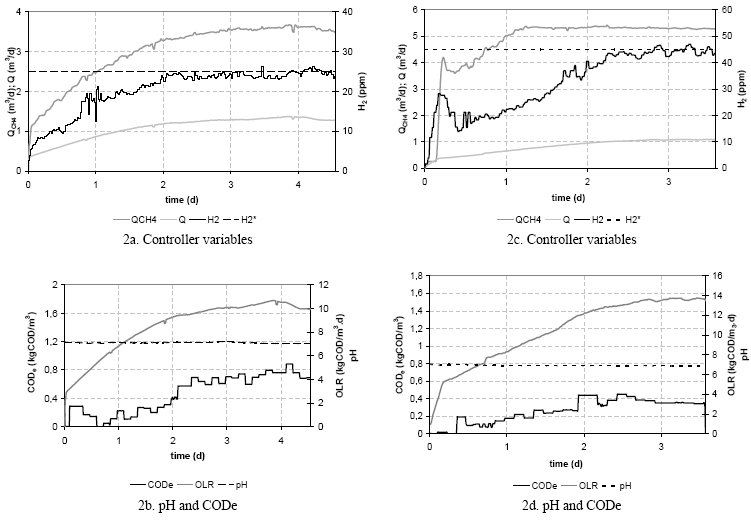 4
3
2
1
0
Q_CH4 (m³/d); Q (m³/d)
40
30
20
10
0
H₂ (ppm)
0 1 2 3 4
time (d)
QCH4 Q H2 H2*
2a. Controller variables
6
5
4
3
2
1
0
Q_CH4 (m³/d); Q (m³/d)
60
50
40
30
20
10
0
H₂ (ppm)
0 1 2 3
time (d)
QCH4 Q H2 H2*
2c. Controller variables
2
1,6
1,2
0,8
0,4
0
CODe (kgCOD/m³)
12
10
8
6
4
2
0
OLR (kgCOD/m³.d)
pH
0 1 2 3 4
time (d)
CODe OLR pH
2b. pH and CODe
1,8
1,6
1,4
1,2
1
0,8
0,6
0,4
0,2
0
CODe (kgCOD/m³)
16
14
12
10
8
6
4
2
0
OLR (kgCOD/m₃.d)
pH
0 1 2 3
time (d)
CODe OLR pH
2d. pH and CODe